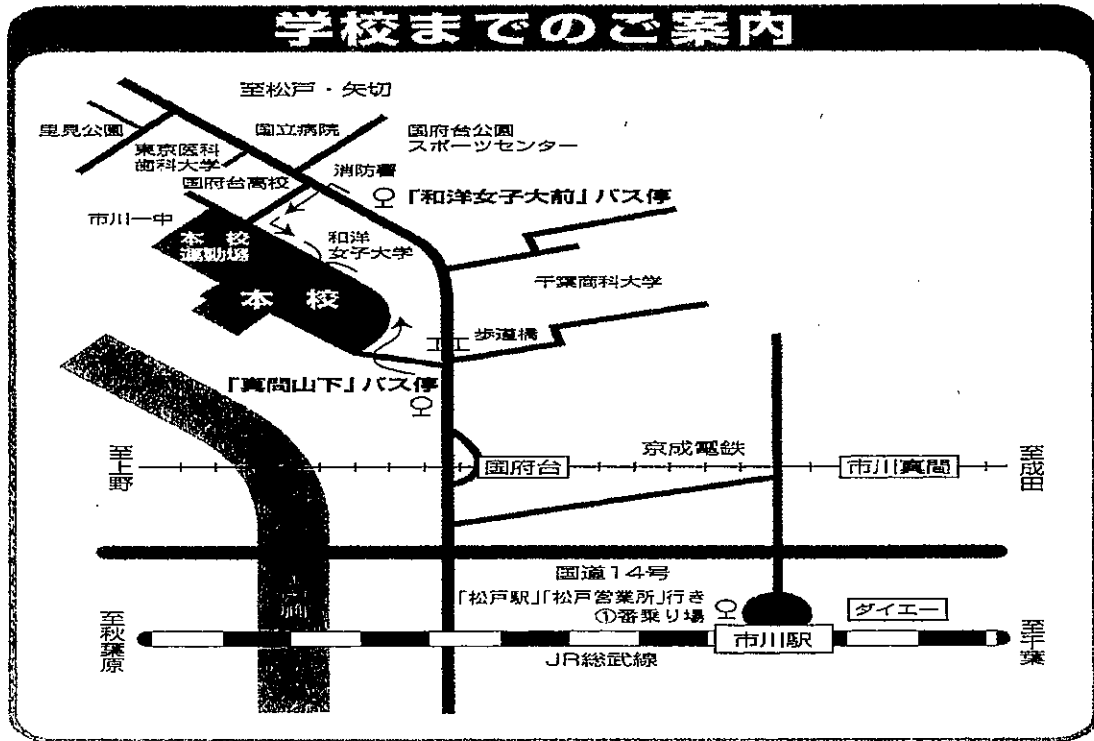 学校までのご案内
至松戸・矢切
里見公園
国立病院
国府台公園
スポーツセンター
東京医科
歯科大学
消防署
国府台高校
『和洋女子大前』バス停
市川一中
本校
運動場
和洋
女子大学
千葉商科大学
本校
歩道橋
『真間山下』バス停
京成電鉄
至上野
国府台
市川真間
至成田
国道14号
「松戸駅」「松戸営業所」行き
①番乗り場
ダイエー
至秋葉原
市川駅
至千葉
JR総武線